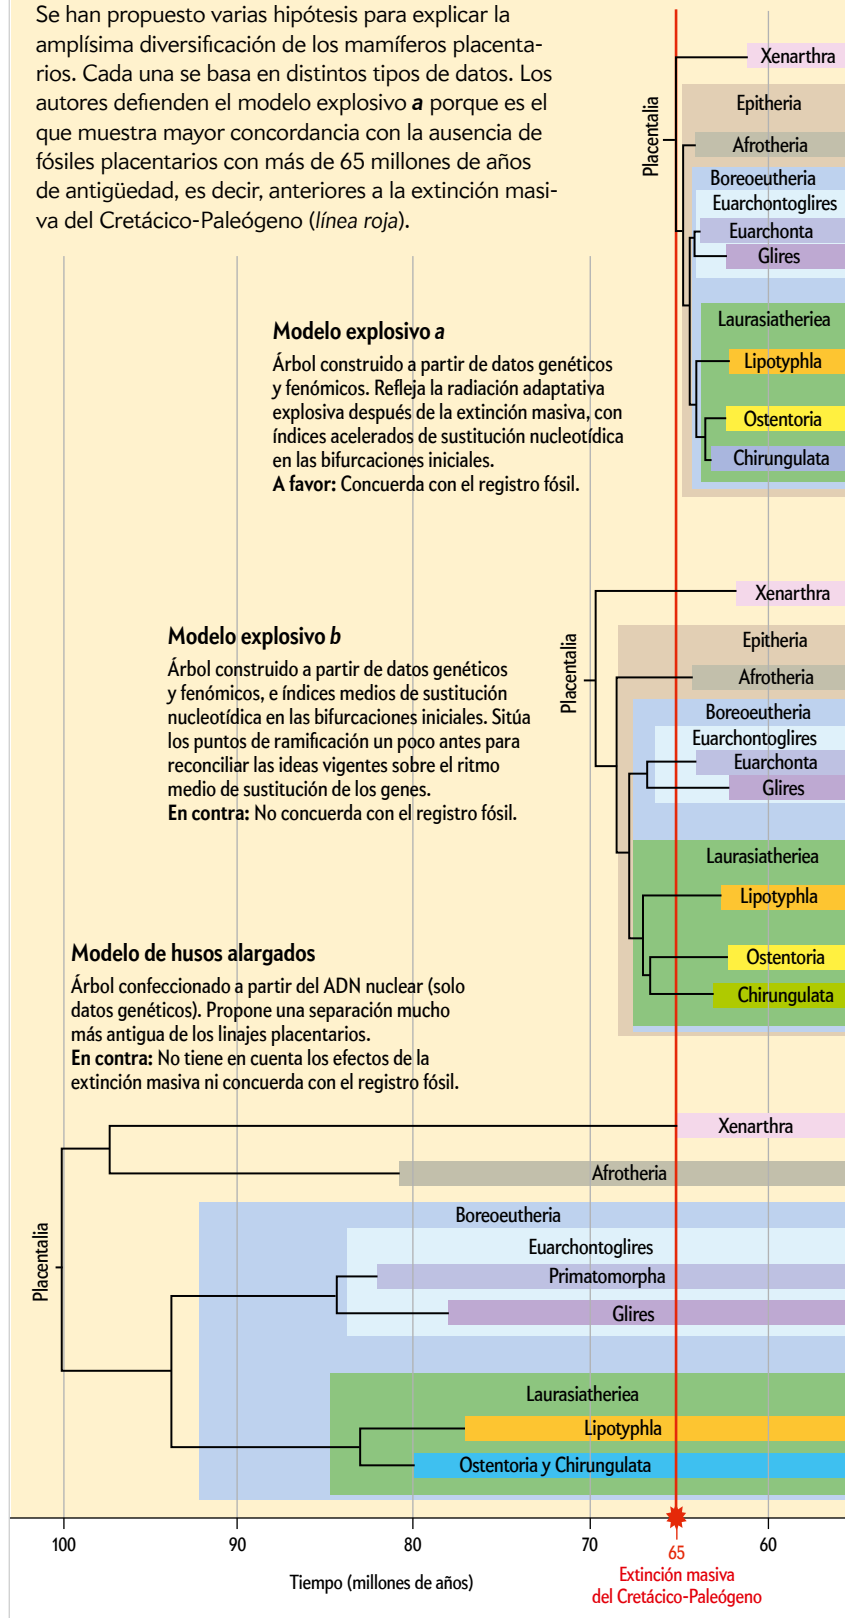 Se han propuesto varias hipótesis para explicar la
amplísima diversificación de los mamíferos placenta-
rios. Cada una se basa en distintos tipos de datos. Los
autores defienden el modelo explosivo a porque es el
que muestra mayor concordancia con la ausencia de
fósiles placentarios con más de 65 millones de años
de antigüedad, es decir, anteriores a la extinción masi-
va del Cretácico-Paleógeno (línea roja).
Placentalia
Xenarthra
Epitheria
Afrotheria
Boreoeutheria
Euarchontoglires
Euarchonta
Glires
Laurasiatheriea
Lipotyphla
Ostentoria
Chirungulata
Modelo explosivo a
Árbol construido a partir de datos genéticos
y fenómicos. Refleja la radiación adaptativa
explosiva después de la extinción masiva, con
índices acelerados de sustitución nucleotídica
en las bifurcaciones iniciales.
A favor: Concuerda con el registro fósil.
Placentalia
Xenarthra
Epitheria
Afrotheria
Boreoeutheria
Euarchontoglires
Euarchonta
Glires
Laurasiatheriea
Lipotyphla
Ostentoria
Chirungulata
Modelo explosivo b
Árbol construido a partir de datos genéticos
y fenómicos, e índices medios de sustitución
nucleotídica en las bifurcaciones iniciales. Sitúa
los puntos de ramificación un poco antes para
reconciliar las ideas vigentes sobre el ritmo
medio de sustitución de los genes.
En contra: No concuerda con el registro fósil.
Modelo de husos alargados
Árbol confeccionado a partir del ADN nuclear (solo
datos genéticos). Propone una separación mucho
más antigua de los linajes placentarios.
En contra: No tiene en cuenta los efectos de la
extinción masiva ni concuerda con el registro fósil.
Placentalia
Xenarthra
Afrotheria
Boreoeutheria
Euarchontoglires
Primatomorpha
Glires
Laurasiatheriea
Lipotyphla
Ostentoria y Chirungulata
100 90 80 70 60
65
Tiempo (millones de años)
Extinción masiva
del Cretácico-Paleógeno